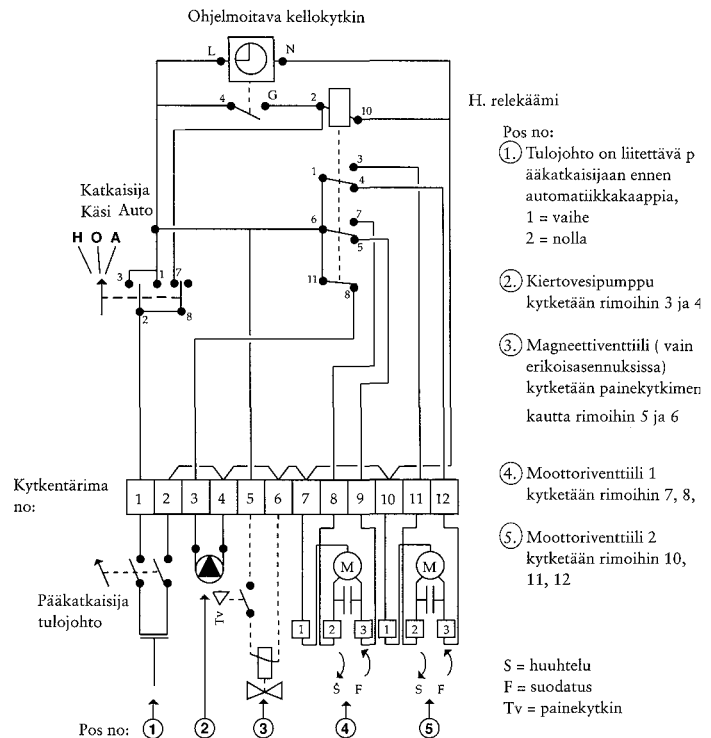 Ohjelmoitava kellokytkin
L
N
4
G
2
10
H. relekäämi
3
1
4
7
6
5
11
8
Katkaisija
Käsi Auto
H O A
3
1
7
2
8
Pos no:
1. Tulojohto on liitettävä p
ääkatkaisijaan ennen
automatiikkakaappia,
1 = vaihe
2 = nolla
2. Kiertovesipumppu
kytketään rimoihin 3 ja 4
3. Magneettiventtiili ( vain
erikoisasennuksissa)
kytketään painekytkimen
kautta rimoihin 5 ja 6
4. Moottoriventtiili 1
kytketään rimoihin 7, 8,
5. Moottoriventtiili 2
kytketään rimoihin 10,
11, 12
Kytkentärima
no:
1 2 3 4 5 6 7 8 9 10 11 12
Pääkatkaisija
tulojohto
Tv
M
M
1 2 3 1 2 3
S F
S F
S = huuhtelu
F = suodatus
Tv = painekytkin
Pos no: 1 2 3 4 5